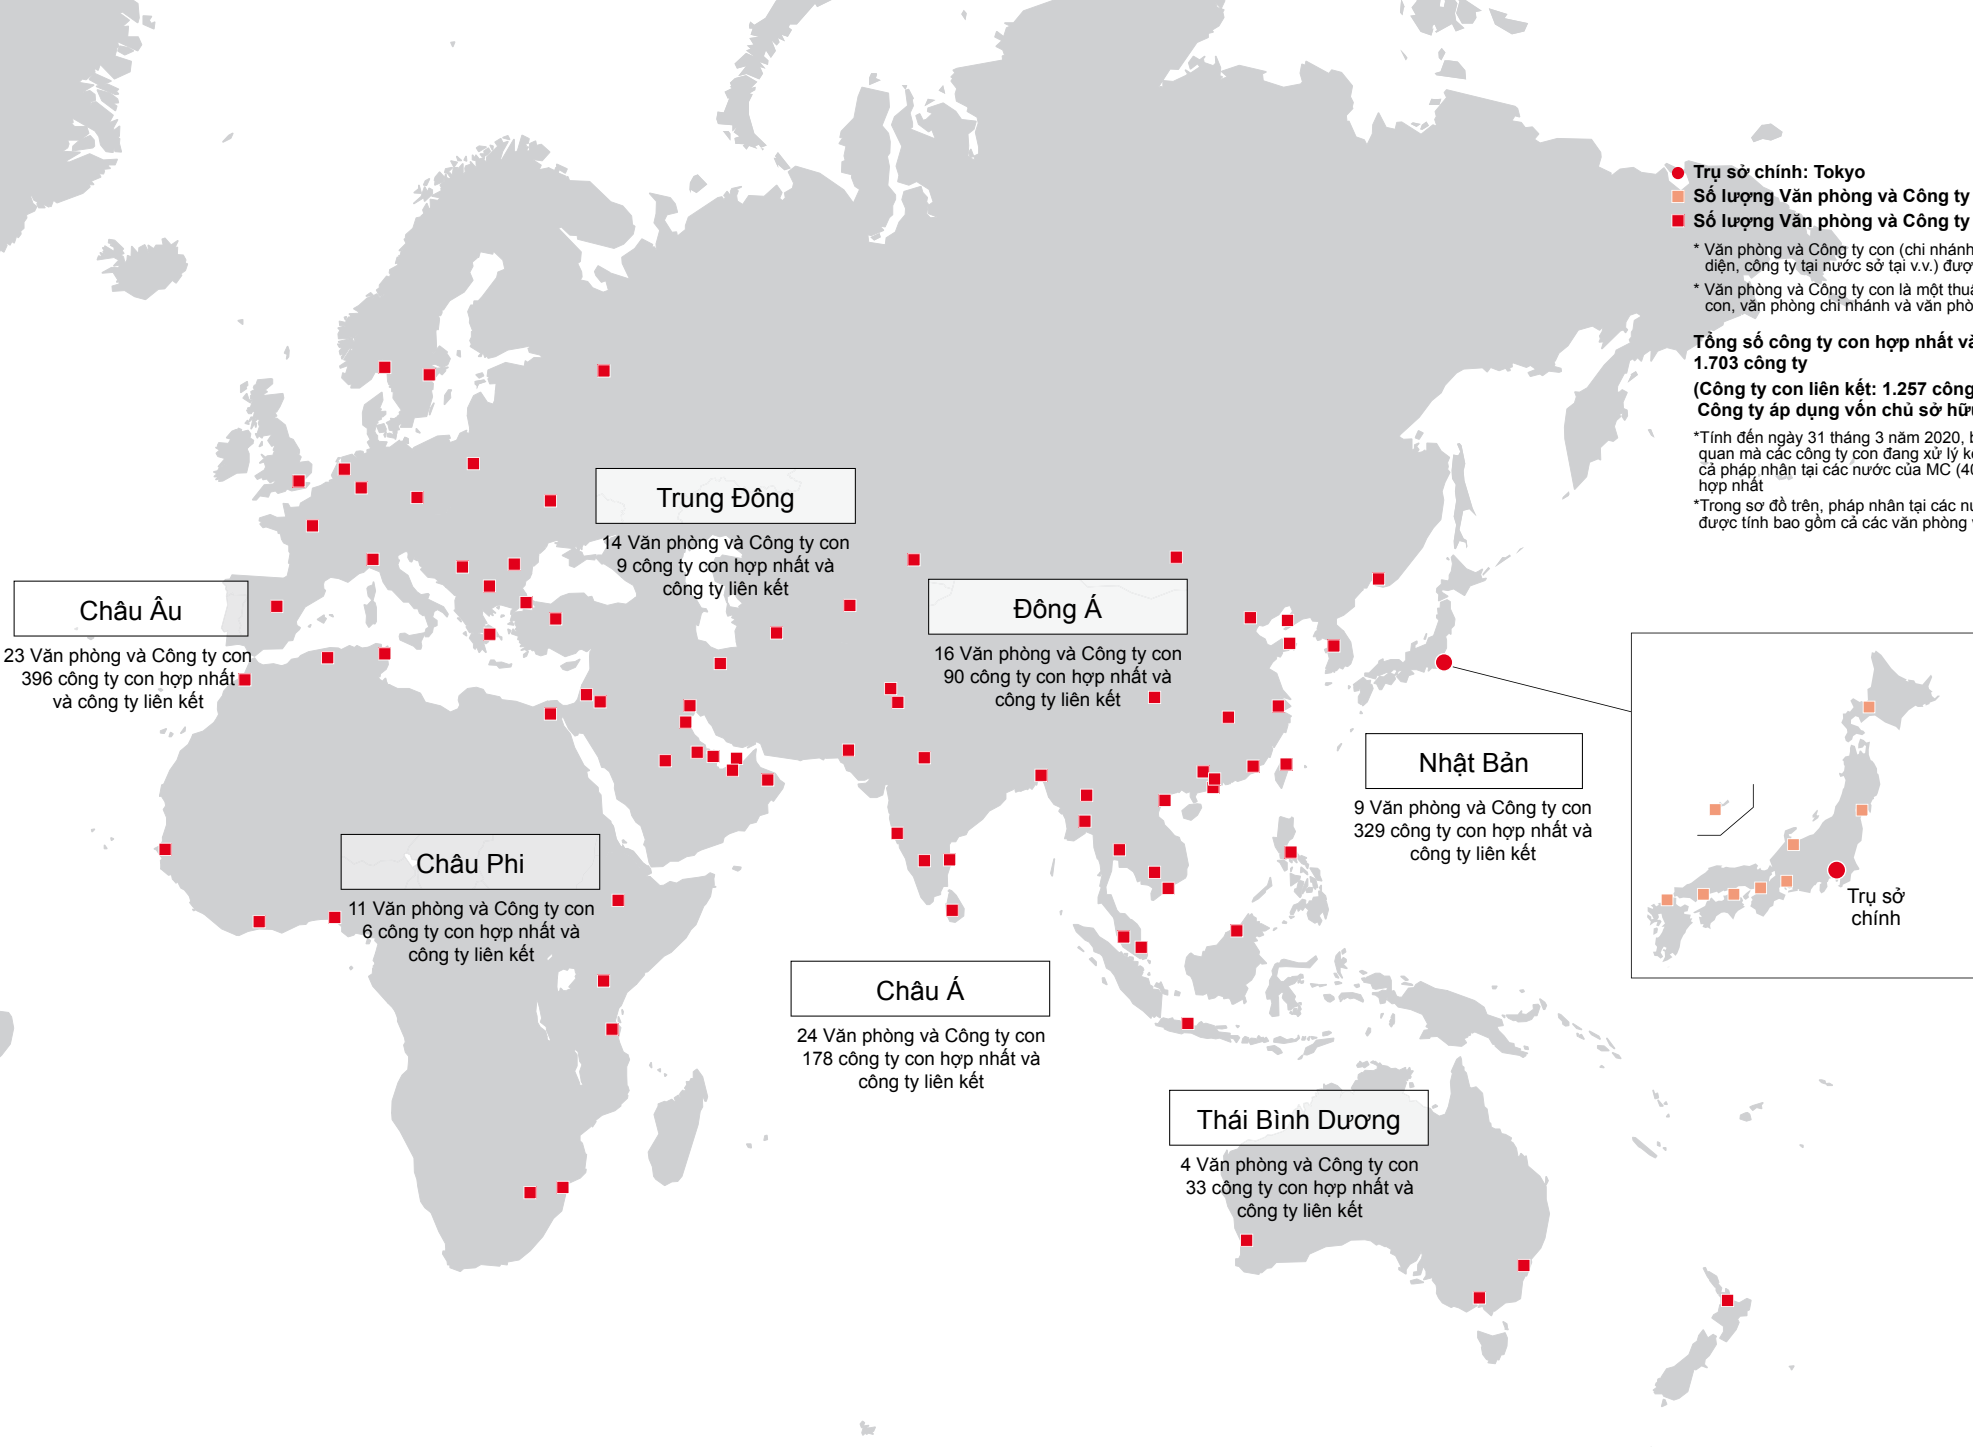 Trụ sở chính: Tokyo
Số lượng Văn phòng và Công ty
Số lượng Văn phòng và Công ty
* Văn phòng và Công ty con (chi nhánh
diện, công ty tại nước sở tại v.v.)
* Văn phòng và Công ty con là một
con, văn phòng chi nhánh và văn
Tổng số công ty con hợp nhất
1.703 công ty
(Công ty con liên kết: 1.257 công
Công ty áp dụng vốn chủ sở
*Tính đến ngày 31 tháng 3 năm 2020,
quan mà các công ty con đang xử lý
cả pháp nhân tại các nước của MC
hợp nhất
*Trong sơ đồ trên, pháp nhân tại các
được tính bao gồm cả các văn phòng
Trung Đông
14 Văn phòng và Công ty con
9 công ty con hợp nhất và
công ty liên kết
Châu Âu
23 Văn phòng và Công ty con
396 công ty con hợp nhất
và công ty liên kết
Đông Á
16 Văn phòng và Công ty con
90 công ty con hợp nhất và
công ty liên kết
Nhật Bản
9 Văn phòng và Công ty con
329 công ty con hợp nhất và
công ty liên kết
Trụ sở
chính
Châu Phi
11 Văn phòng và Công ty con
6 công ty con hợp nhất và
công ty liên kết
Châu Á
24 Văn phòng và Công ty con
178 công ty con hợp nhất và
công ty liên kết
Thái Bình Dương
4 Văn phòng và Công ty con
33 công ty con hợp nhất và
công ty liên kết